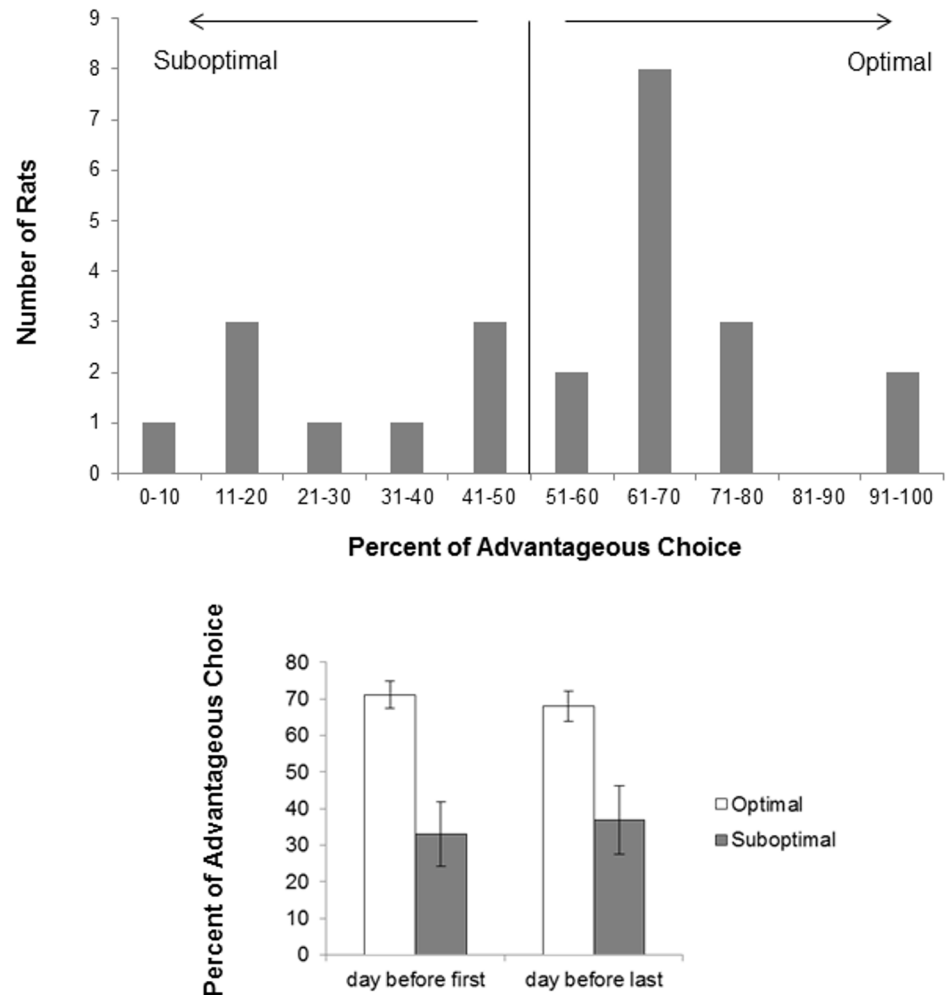 Suboptimal
Optimal
Number of Rats
9
8
7
6
5
4
3
2
1
0
0-10 11-20 21-30 31-40 41-50 51-60 61-70 71-80 81-90 91-100
Percent of Advantageous Choice
Percent of Advantageous Choice
80
70
60
50
40
30
20
10
0
day before first day before last
Optimal
Suboptimal